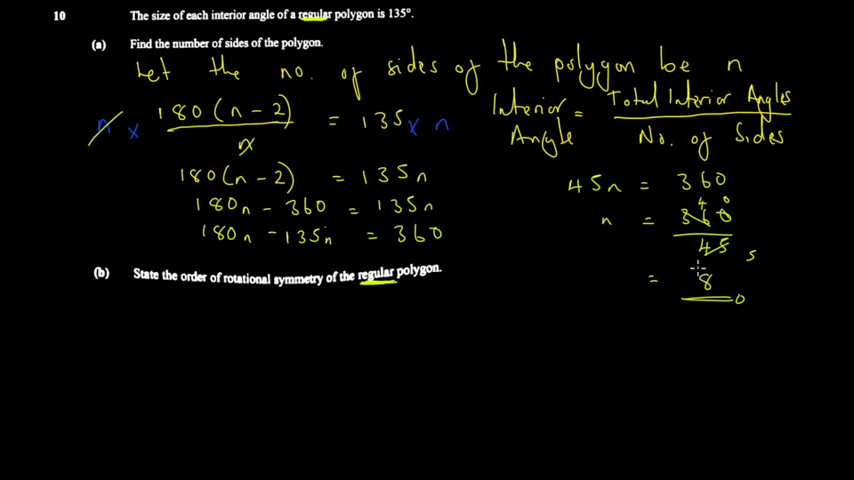 10 The size of each interior angle of a regular polygon is 135°.
(a) Find the number of sides of the polygon.
Let the no. of sides of the polygon be n
n × 180(n - 2) / n = 135 × n
Interior Angle = Total Interior Angles / No. of Sides
180(n - 2) = 135n
180n - 360 = 135n
180n - 135n = 360
45n = 360
n = 360 / 45
40
5
= 8
0
(b) State the order of rotational symmetry of the regular polygon.